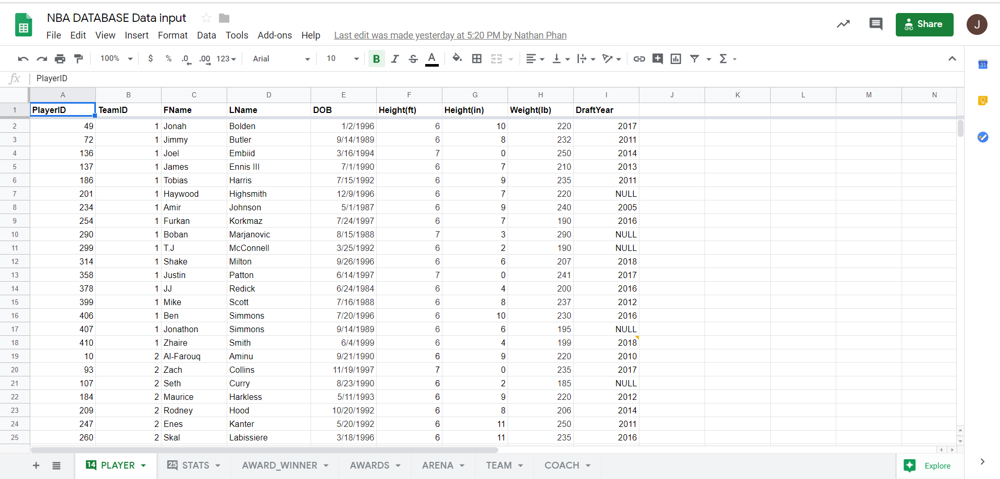 NBA DATABASE Data input
File Edit View Insert Format Data Tools Add-ons Help Last edit was made yesterday at 5:20 PM by Nathan Phan
Share
J
100% $ % .0 .00 123 Arial 10 B I S A Σ
31
fx PlayerID
A B C D E F G H I J K L M N
1 PlayerID TeamID FName LName DOB Height(ft) Height(in) Weight(lb) DraftYear
2 49 1 Jonah Bolden 1/2/1996 6 10 220 2017
3 72 1 Jimmy Butler 9/14/1989 6 8 232 2011
4 136 1 Joel Embiid 3/16/1994 7 0 250 2014
5 137 1 James Ennis III 7/1/1990 6 7 210 2013
6 186 1 Tobias Harris 7/15/1992 6 9 235 2011
7 201 1 Haywood Highsmith 12/9/1996 6 7 220 NULL
8 234 1 Amir Johnson 5/1/1987 6 9 240 2005
9 254 1 Furkan Korkmaz 7/24/1997 6 7 190 2016
10 290 1 Boban Marjanovic 8/15/1988 7 3 290 NULL
11 299 1 T.J McConnell 3/25/1992 6 2 190 NULL
12 314 1 Shake Milton 9/26/1996 6 6 207 2018
13 358 1 Justin Patton 6/14/1997 7 0 241 2017
14 378 1 JJ Redick 6/24/1984 6 4 200 2016
15 399 1 Mike Scott 7/16/1988 6 8 237 2012
16 406 1 Ben Simmons 7/20/1996 6 10 230 2016
17 407 1 Jonathon Simmons 9/14/1989 6 6 195 NULL
18 410 1 Zhaire Smith 6/4/1999 6 4 199 2018
19 10 2 Al-Farouq Aminu 9/21/1990 6 9 220 2010
20 93 2 Zach Collins 11/19/1997 7 0 235 2017
21 107 2 Seth Curry 8/23/1990 6 2 185 NULL
22 184 2 Maurice Harkless 5/11/1993 6 9 220 2012
23 209 2 Rodney Hood 10/20/1992 6 8 206 2014
24 247 2 Enes Kanter 5/20/1992 6 11 250 2011
25 260 2 Skal Labissiere 3/18/1996 6 11 235 2016
+ 14 PLAYER 25 STATS AWARD_WINNER AWARDS ARENA TEAM COACH Explore